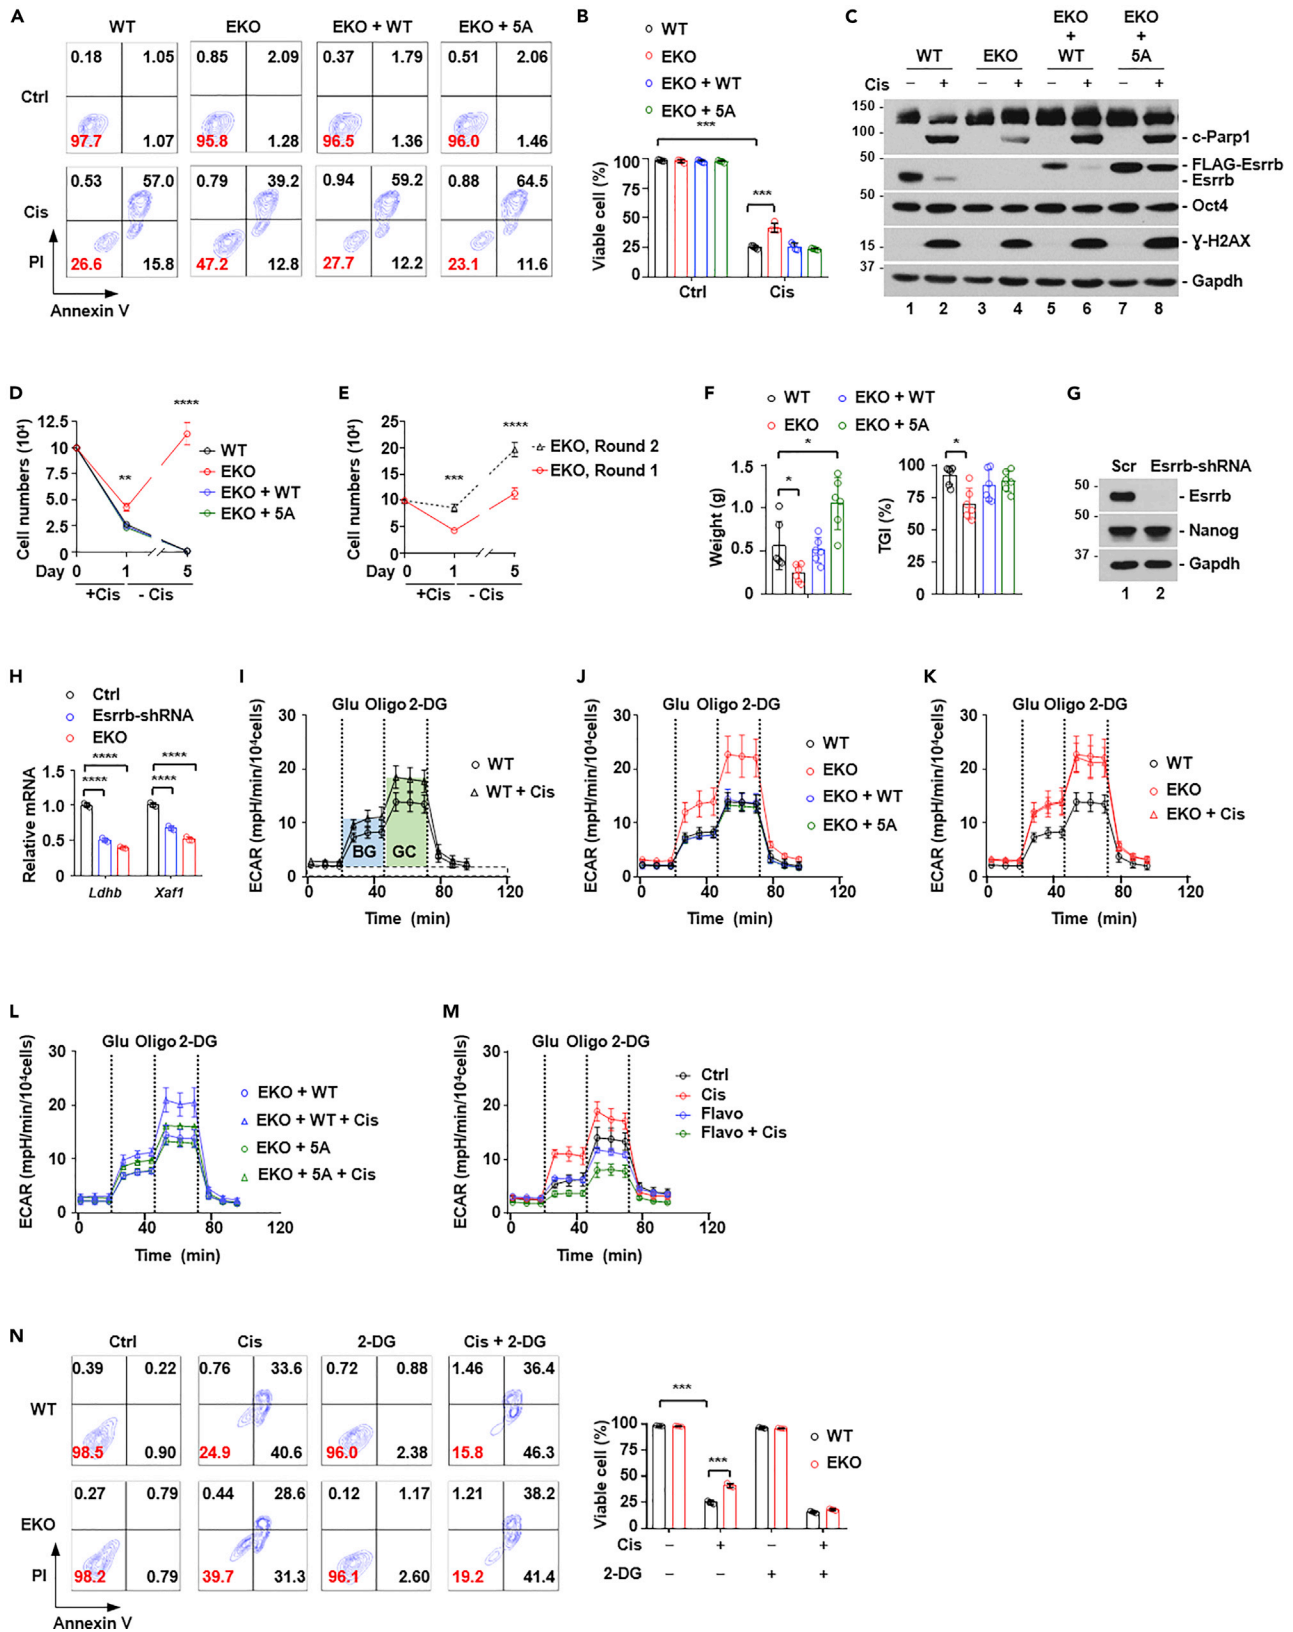 A
WT EKO EKO + WT EKO + 5A
0.18 1.05 0.85 2.09 0.37 1.79 0.51 2.06
Ctrl
97.7 1.07 95.8 1.28 96.5 1.36 96.0 1.46
0.53 57.0 0.79 39.2 0.94 59.2 0.88 64.5
Cis
PI
26.6 15.8 47.2 12.8 27.7 12.2 23.1 11.6
Annexin V
B
WT
EKO
EKO + WT
EKO + 5A
***
***
Viable cell (%)
100
75
50
25
0
Ctrl Cis
C
EKO EKO
+ +
WT EKO WT 5A
Cis – + – + – + – +
150
100
- c-Parp1
50
- FLAG-Esrrb
- Esrrb
50
- Oct4
15
- Ɣ-H2AX
37
- Gapdh
1 2 3 4 5 6 7 8
D
Cell numbers (10⁴)
12.5
10
7.5
5.0
2.5
0
**
****
WT
EKO
EKO + WT
EKO + 5A
Day 0 1 5
+Cis - Cis
E
Cell numbers (10⁴)
25
20
15
10
5
0
***
****
EKO, Round 2
EKO, Round 1
Day 0 1 5
+Cis - Cis
F
WT EKO + WT
EKO EKO + 5A
Weight (g)
1.5
1.0
0.5
0
*
*
TGI (%)
100
75
50
25
0
*
G
Scr Esrrb-shRNA
50
- Esrrb
50
- Nanog
37
- Gapdh
1 2
H
Ctrl
Esrrb-shRNA
EKO
**** ****
**** ****
Relative mRNA
1.5
1.0
0.5
0
Ldhb Xaf1
I
Glu Oligo 2-DG
ECAR (mpH/min/10⁴cells)
30
20
10
0
WT
WT + Cis
BG GC
0 40 80 120
Time (min)
J
Glu Oligo 2-DG
ECAR (mpH/min/10⁴cells)
30
20
10
0
WT
EKO
EKO + WT
EKO + 5A
0 40 80 120
Time (min)
K
Glu Oligo 2-DG
ECAR (mpH/min/10⁴cells)
30
20
10
0
WT
EKO
EKO + Cis
0 40 80 120
Time (min)
L
Glu Oligo 2-DG
ECAR (mpH/min/10⁴cells)
30
20
10
0
EKO + WT
EKO + WT + Cis
EKO + 5A
EKO + 5A + Cis
0 40 80 120
Time (min)
M
Glu Oligo 2-DG
ECAR (mpH/min/10⁴cells)
30
20
10
0
Ctrl
Cis
Flavo
Flavo + Cis
0 40 80 120
Time (min)
N
Ctrl Cis 2-DG Cis + 2-DG
0.39 0.22 0.76 33.6 0.72 0.88 1.46 36.4
WT
98.5 0.90 24.9 40.6 96.0 2.38 15.8 46.3
0.27 0.79 0.44 28.6 0.12 1.17 1.21 38.2
EKO
PI
98.2 0.79 39.7 31.3 96.1 2.60 19.2 41.4
Annexin V
***
***
Viable cell (%)
100
75
50
25
0
WT
EKO
Cis – + – +
2-DG – – + +